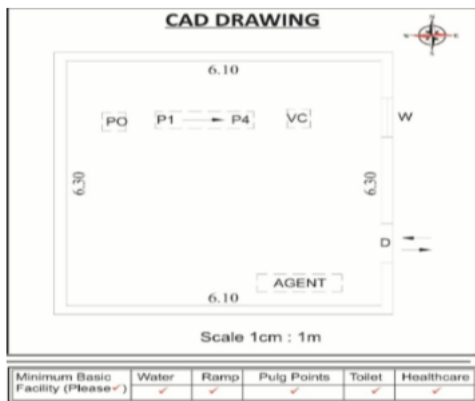 CAD DRAWING
N
W E
S
6.10
PO P1 P4 VC
W
6.30 6.30
D
AGENT
6.10
Scale 1cm : 1m
Minimum Basic Facility (Please✓) Water Ramp Pulg Points Toilet Healthcare
✓ ✓ ✓ ✓ ✓